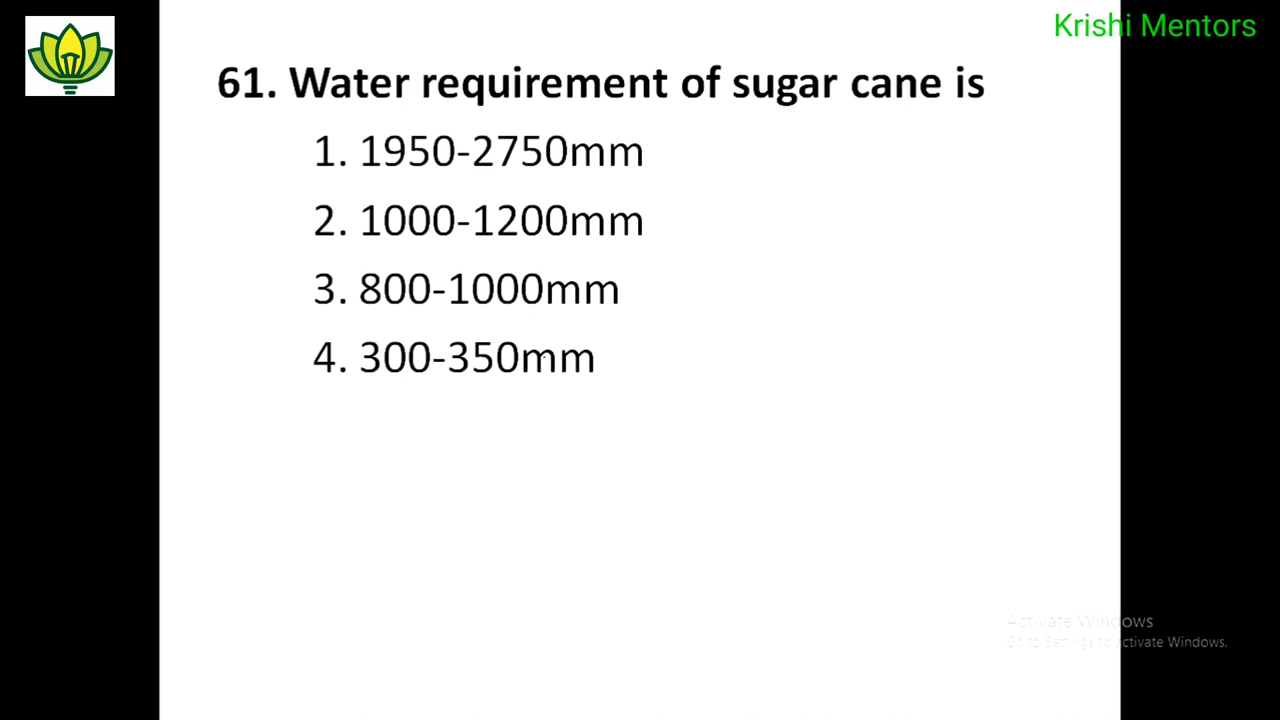 Krishi Mentors
61. Water requirement of sugar cane is
1. 1950-2750mm
2. 1000-1200mm
3. 800-1000mm
4. 300-350mm
Activate Windows
Go to Settings to activate Windows.